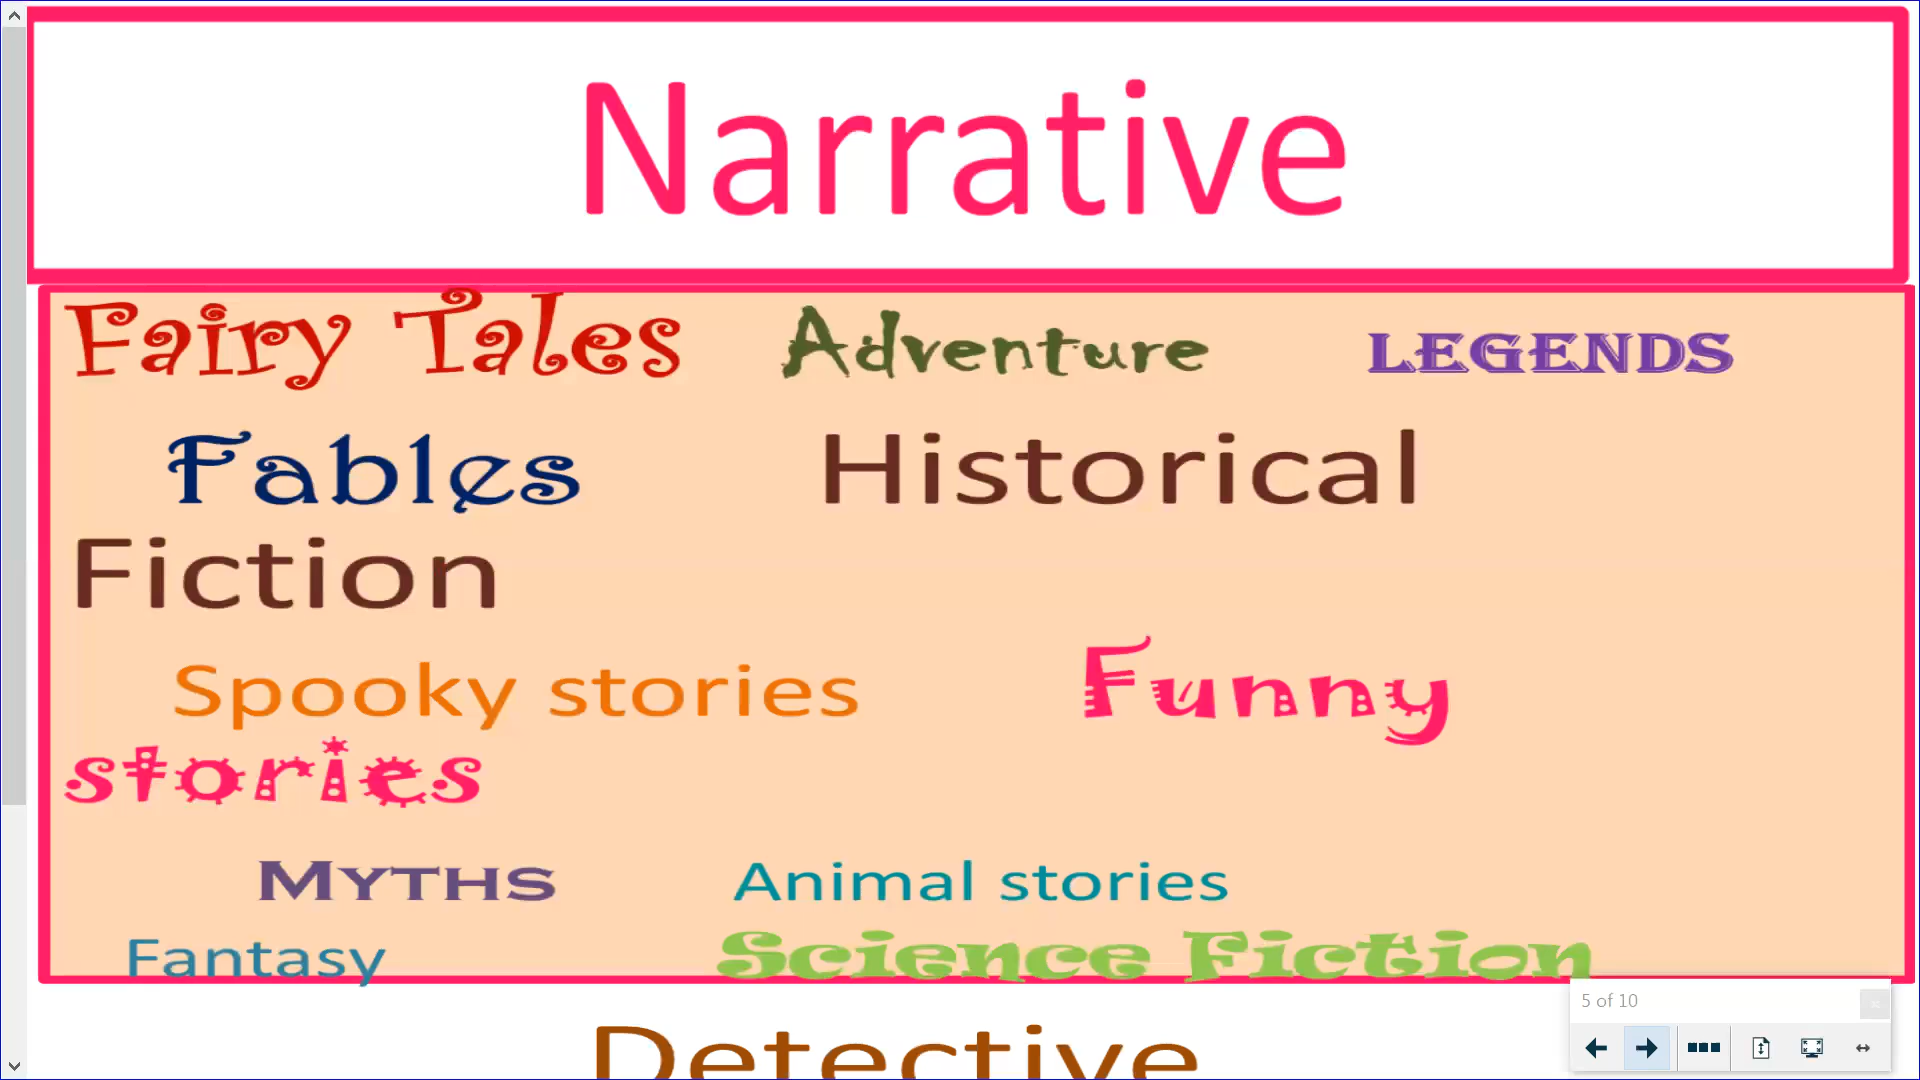 Narrative
Fairy Tales Adventure LEGENDS
Fables Historical
Fiction
Spooky stories Funny
stories
MYTHS Animal stories
Fantasy Science Fiction
Detective
5 of 10